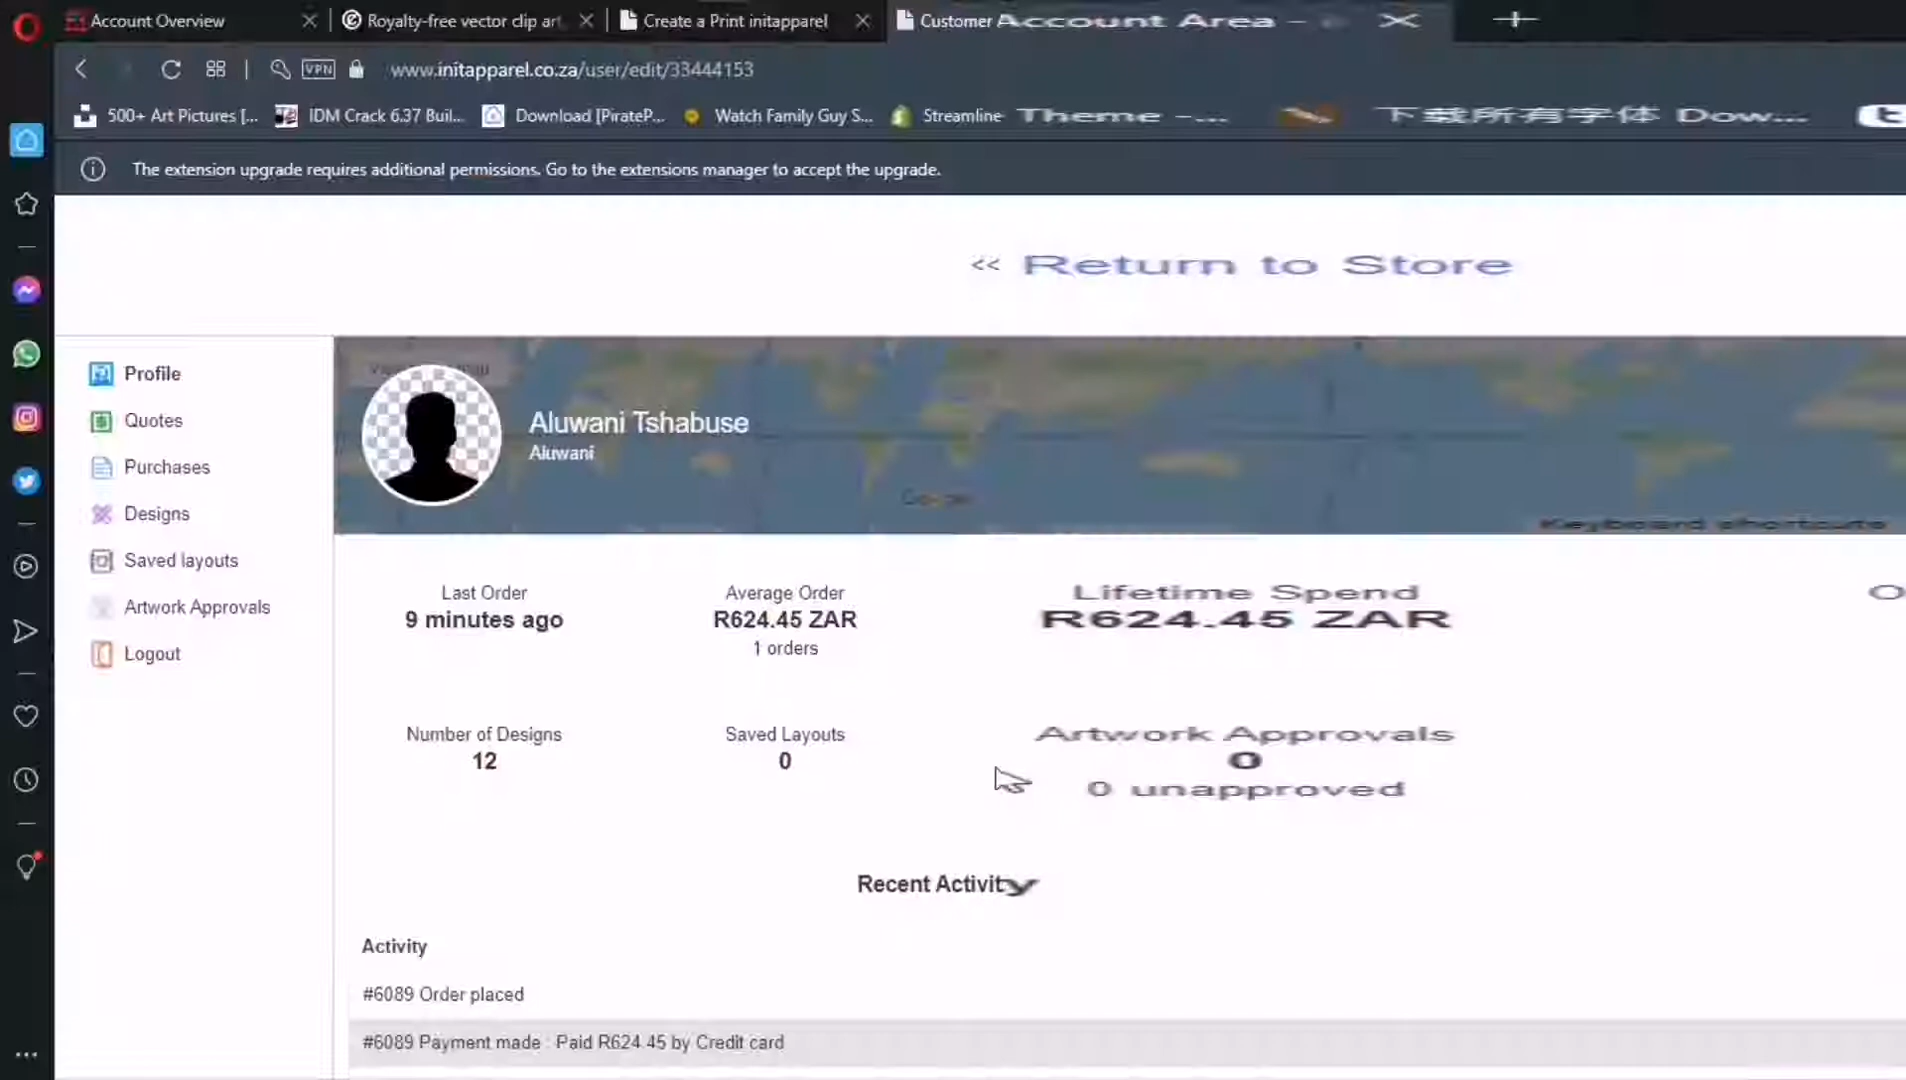 Account Overview
Royalty-free vector clip art
Create a Print initapparel
Customer Account Area –
VPN
www.initapparel.co.za/user/edit/33444153
500+ Art Pictures [...
IDM Crack 6.37 Buil...
Download [PirateP...
Watch Family Guy S...
Streamline Theme –...
下载所有字体 Dow...
The extension upgrade requires additional permissions. Go to the extensions manager to accept the upgrade.
<< Return to Store
Profile
Quotes
Purchases
Designs
Saved layouts
Artwork Approvals
Logout
Aluwani Tshabuse
Aluwani
Google
Keyboard shortcuts
Last Order
9 minutes ago
Average Order
R624.45 ZAR
1 orders
Lifetime Spend
R624.45 ZAR
Number of Designs
12
Saved Layouts
0
Artwork Approvals
0
0 unapproved
Recent Activity
Activity
#6089 Order placed
#6089 Payment made : Paid R624.45 by Credit card